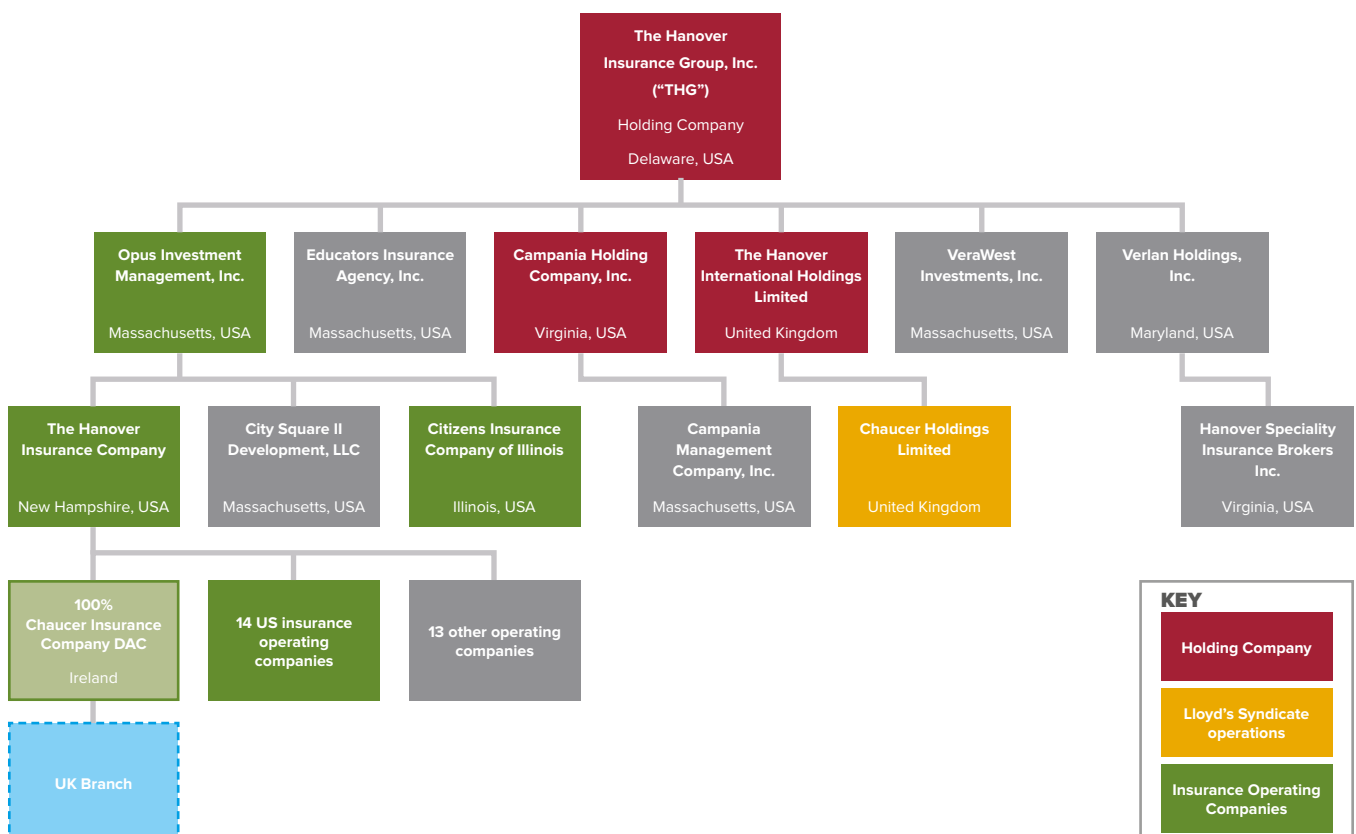 The Hanover
Insurance Group, Inc.
(“THG”)
Holding Company
Delaware, USA
Opus Investment
Management, Inc.
Massachusetts, USA
Educators Insurance
Agency, Inc.
Massachusetts, USA
Campania Holding
Company, Inc.
Virginia, USA
The Hanover
International Holdings
Limited
United Kingdom
VeraWest
Investments, Inc.
Massachusetts, USA
Verlan Holdings,
Inc.
Maryland, USA
The Hanover
Insurance Company
New Hampshire, USA
City Square II
Development, LLC
Massachusetts, USA
Citizens Insurance
Company of Illinois
Illinois, USA
Campania
Management
Company, Inc.
Massachusetts, USA
Chaucer Holdings
Limited
United Kingdom
Hanover Speciality
Insurance Brokers
Inc.
Virginia, USA
100%
Chaucer Insurance
Company DAC
Ireland
14 US insurance
operating
companies
13 other operating
companies
UK Branch
KEY
Holding Company
Lloyd’s Syndicate
operations
Insurance Operating
Companies